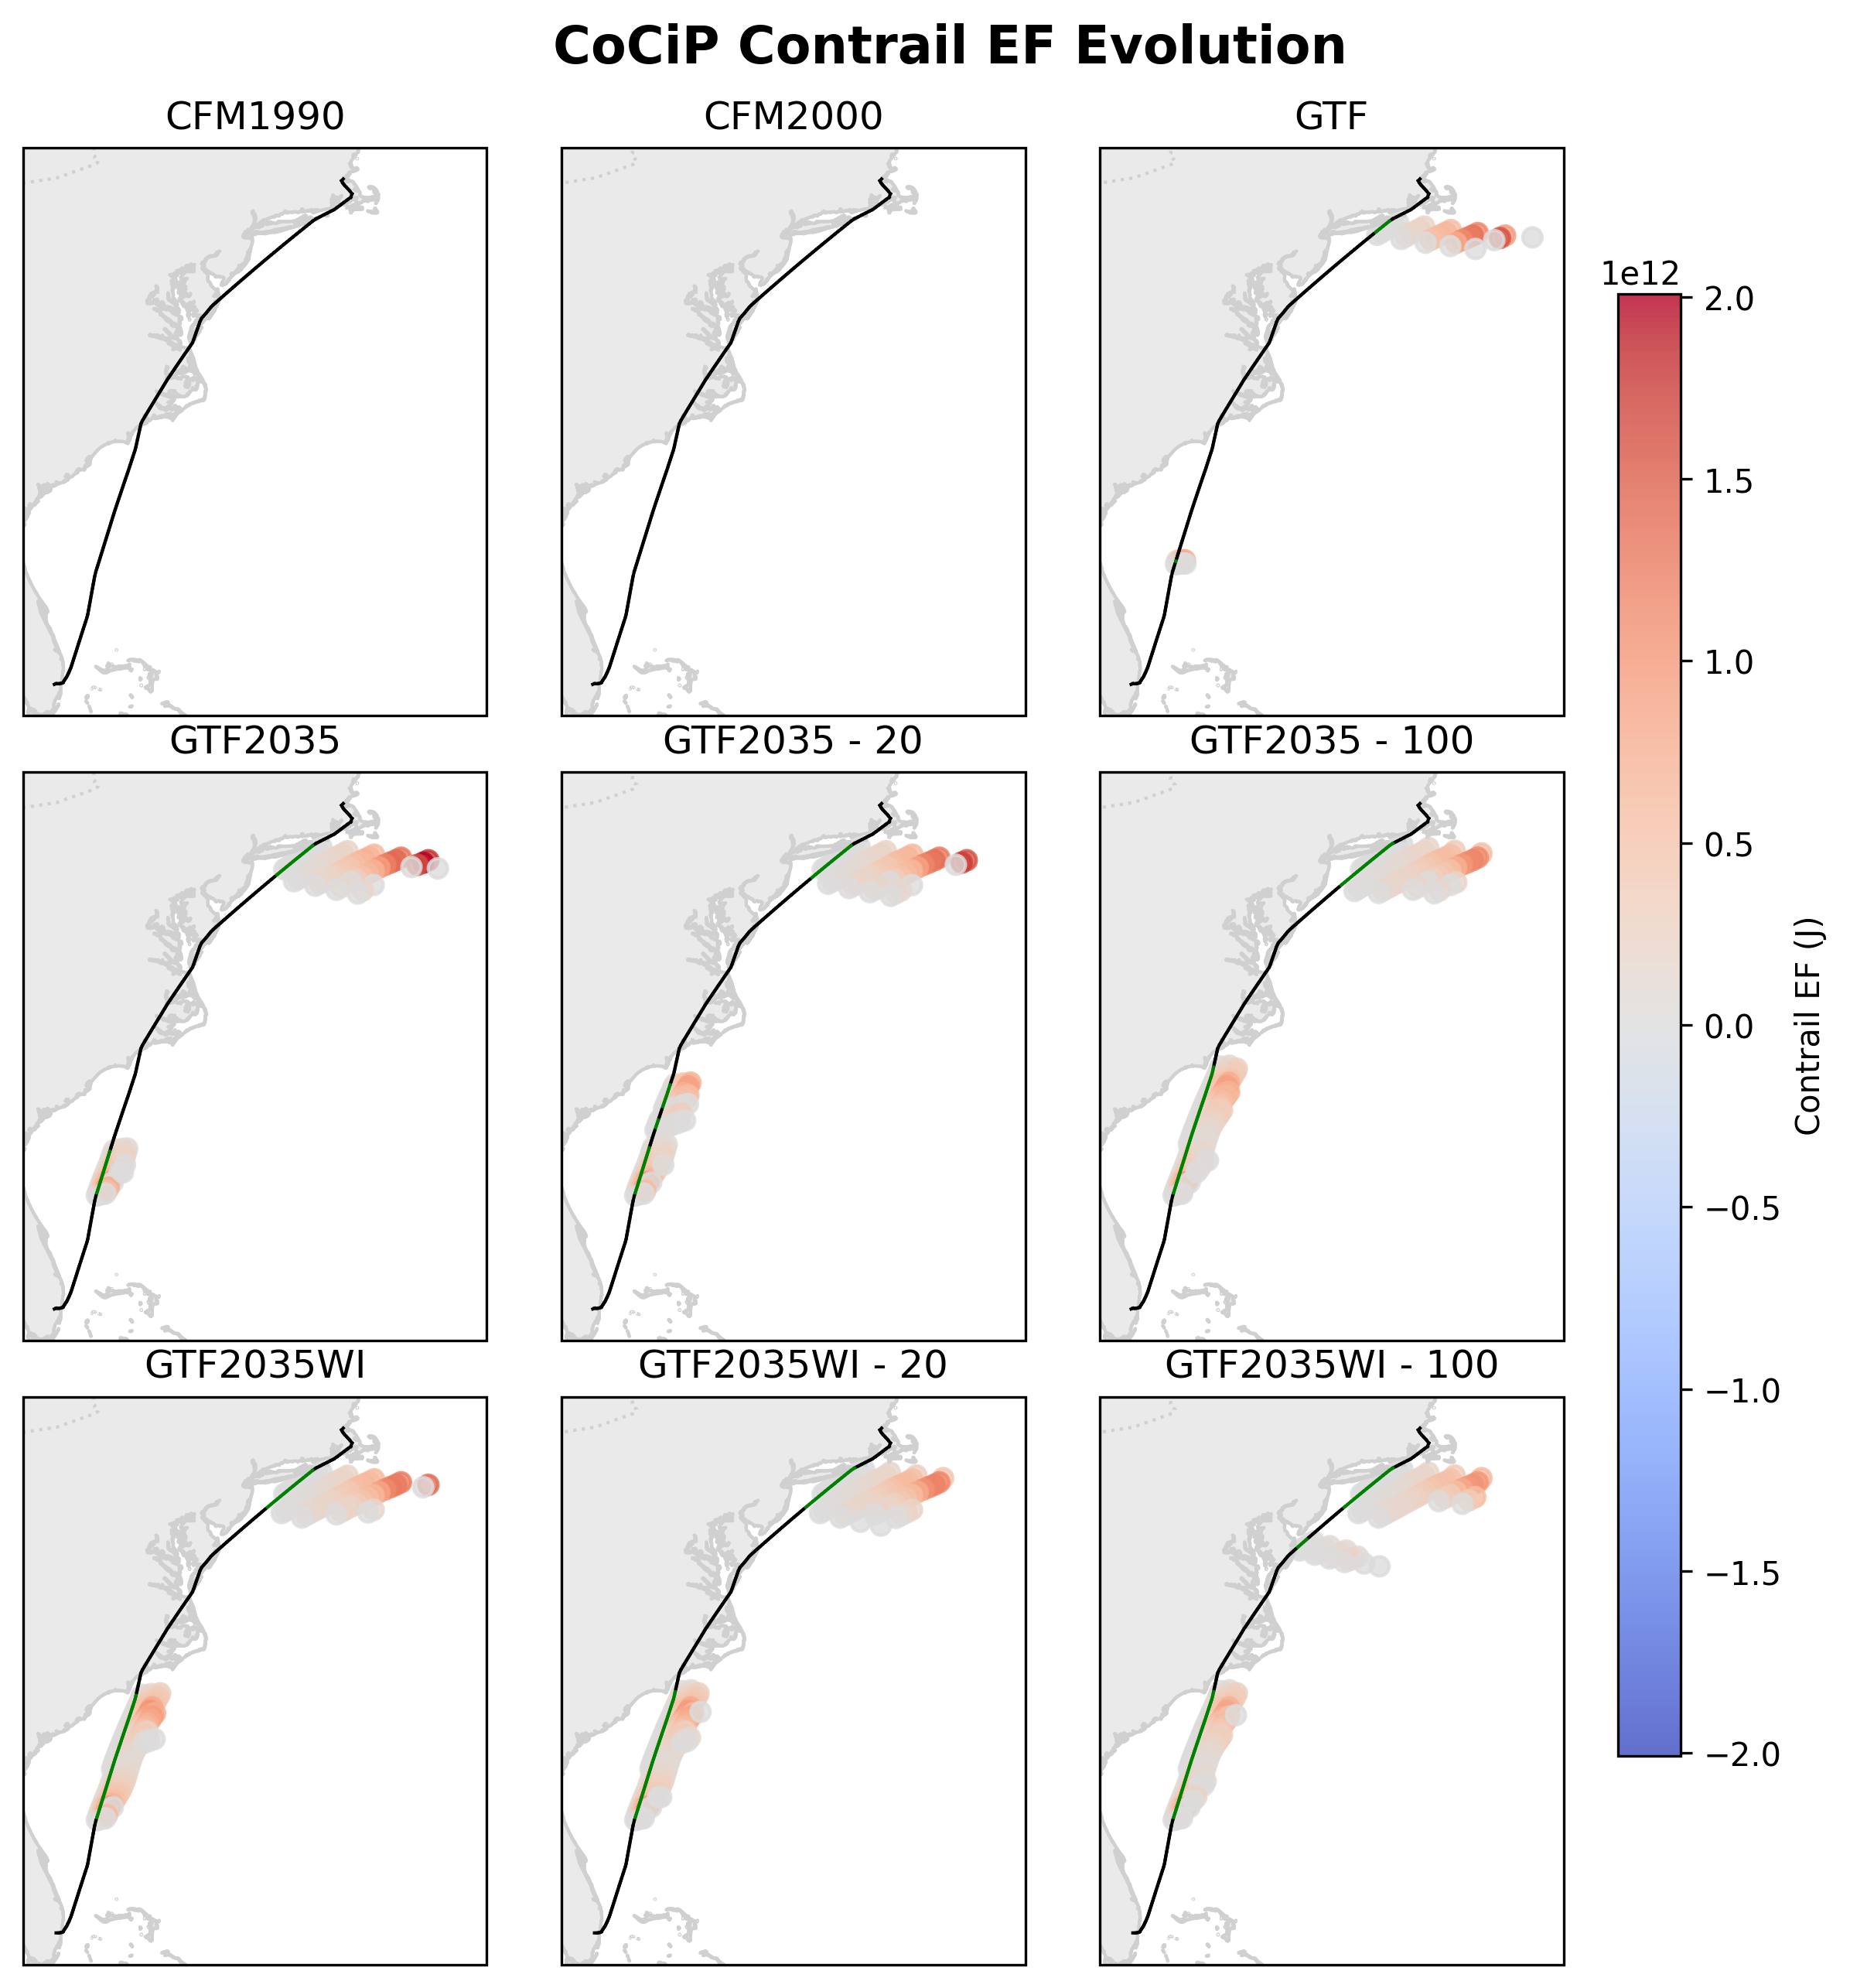 CoCiP Contrail EF Evolution
CFM1990
CFM2000
GTF
1e12
2.0
1.5
1.0
0.5
0.0
−0.5
−1.0
−1.5
−2.0
Contrail EF (J)
GTF2035
GTF2035 - 20
GTF2035 - 100
GTF2035WI
GTF2035WI - 20
GTF2035WI - 100